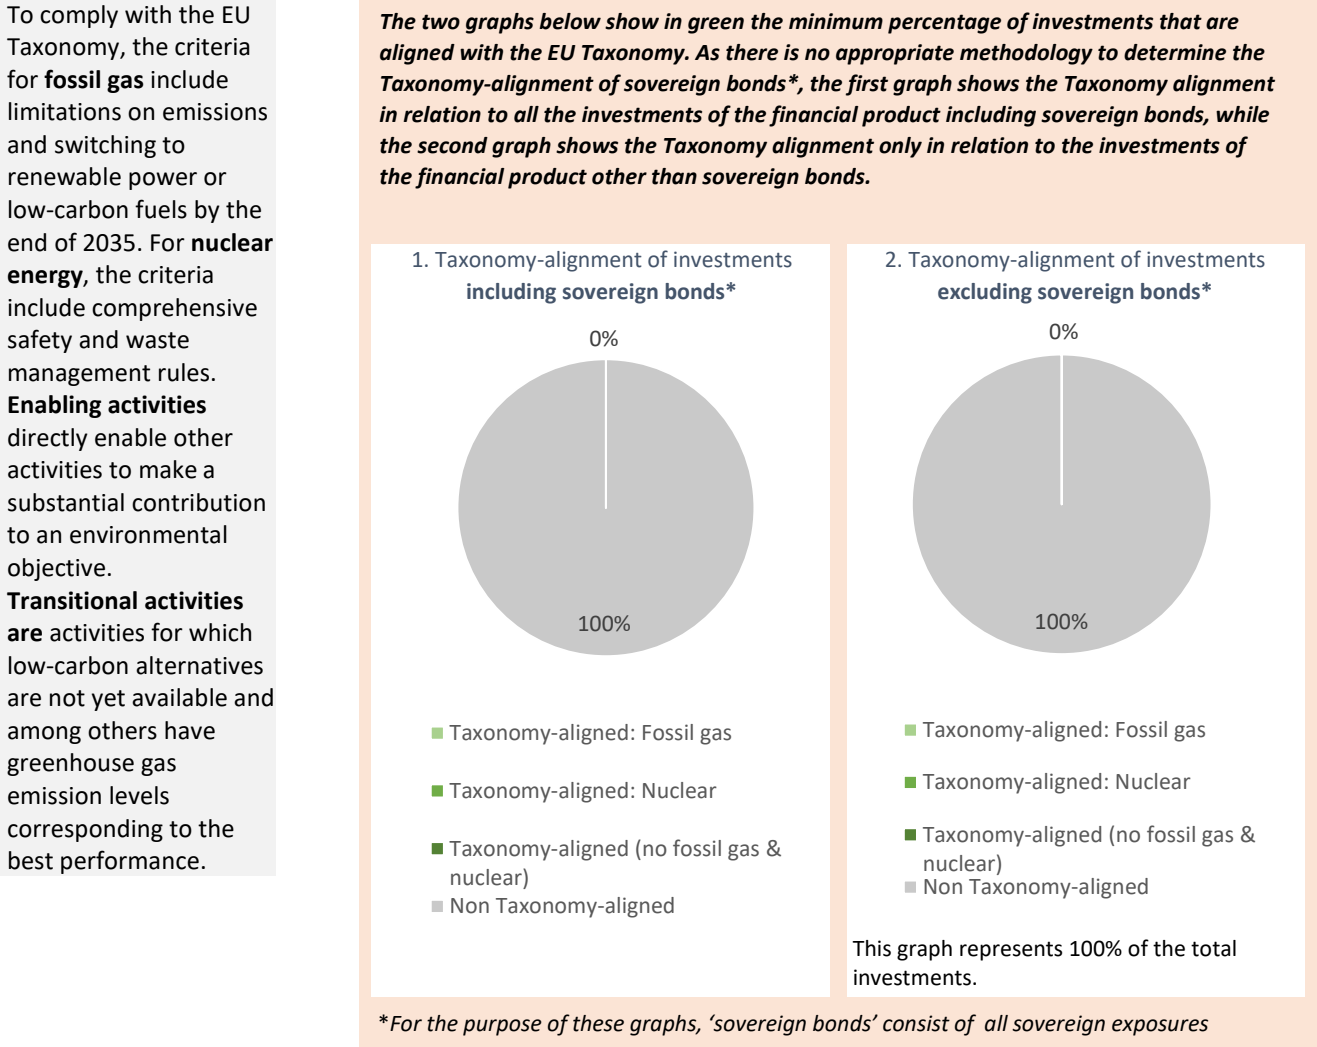 To comply with the EU
Taxonomy, the criteria
for fossil gas include
limitations on emissions
and switching to
renewable power or
low-carbon fuels by the
end of 2035. For nuclear
energy, the criteria
include comprehensive
safety and waste
management rules.
Enabling activities
directly enable other
activities to make a
substantial contribution
to an environmental
objective.
Transitional activities
are activities for which
low-carbon alternatives
are not yet available and
among others have
greenhouse gas
emission levels
corresponding to the
best performance.
The two graphs below show in green the minimum percentage of investments that are
aligned with the EU Taxonomy. As there is no appropriate methodology to determine the
Taxonomy-alignment of sovereign bonds*, the first graph shows the Taxonomy alignment
in relation to all the investments of the financial product including sovereign bonds, while
the second graph shows the Taxonomy alignment only in relation to the investments of
the financial product other than sovereign bonds.
1. Taxonomy-alignment of investments
including sovereign bonds*
0%
100%
Taxonomy-aligned: Fossil gas
Taxonomy-aligned: Nuclear
Taxonomy-aligned (no fossil gas &
nuclear)
Non Taxonomy-aligned
2. Taxonomy-alignment of investments
excluding sovereign bonds*
0%
100%
Taxonomy-aligned: Fossil gas
Taxonomy-aligned: Nuclear
Taxonomy-aligned (no fossil gas &
nuclear)
Non Taxonomy-aligned
This graph represents 100% of the total
investments.
*For the purpose of these graphs, ‘sovereign bonds’ consist of all sovereign exposures